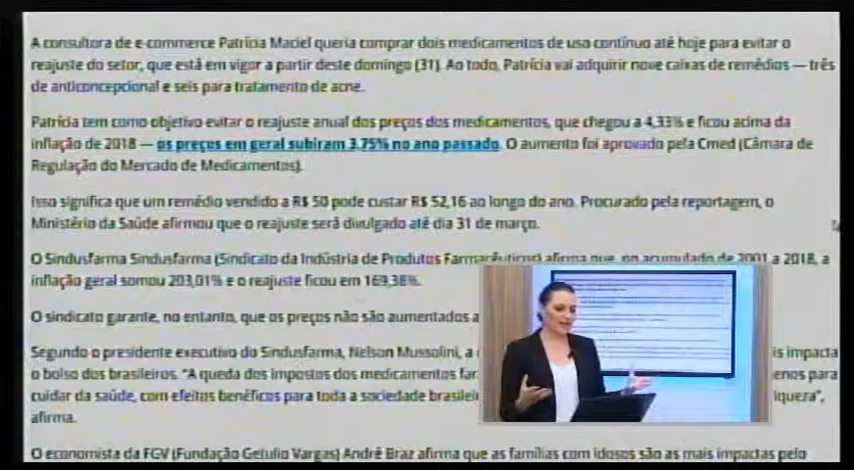 A consultora de e-commerce Patrícia Maciel queria comprar dois medicamentos de uso contínuo até hoje para evitar o
reajuste do setor, que está em vigor a partir deste domingo (31). Ao todo, Patrícia vai adquirir nove caixas de remédios — três
de anticoncepcional e seis para tratamento de acne.
Patrícia tem como objetivo evitar o reajuste anual dos preços dos medicamentos, que chegou a 4,33% e ficou acima da
inflação de 2018 — os preços em geral subiram 3,75% no ano passado. O aumento foi aprovado pela Cmed (Câmara de
Regulação do Mercado de Medicamentos).
Isso significa que um remédio vendido a R$ 50 pode custar R$ 52,16 ao longo do ano. Procurado pela reportagem, o
Ministério da Saúde afirmou que o reajuste será divulgado até dia 31 de março.
O Sindusfarma Sindusfarma (Sindicato da Indústria de Produtos Farmacêuticos) afirma que, no acumulado de 2001 a 2018, a
inflação geral somou 203,01% e o reajuste ficou em 169,38%.
O sindicato garante, no entanto, que os preços não são aumentados a
Segundo o presidente executivo do Sindusfarma, Nelson Mussolini, a is impacta
o bolso dos brasileiros. "A queda dos impostos dos medicamentos far enos para
cuidar da saúde, com efeitos benéficos para toda a sociedade brasilei iqueza",
afirma.
O economista da FGV (Fundação Getulio Vargas) André Braz afirma que as famílias com idosos são as mais impactas pelo